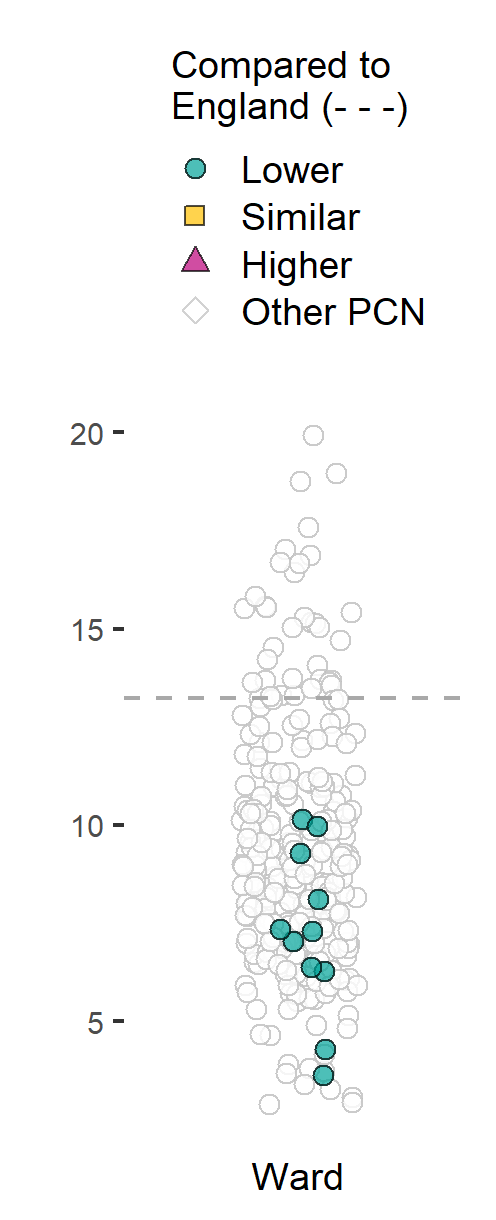 Compared to
England (- - -)
Lower
Similar
Higher
Other PCN
20
15
10
5
Ward